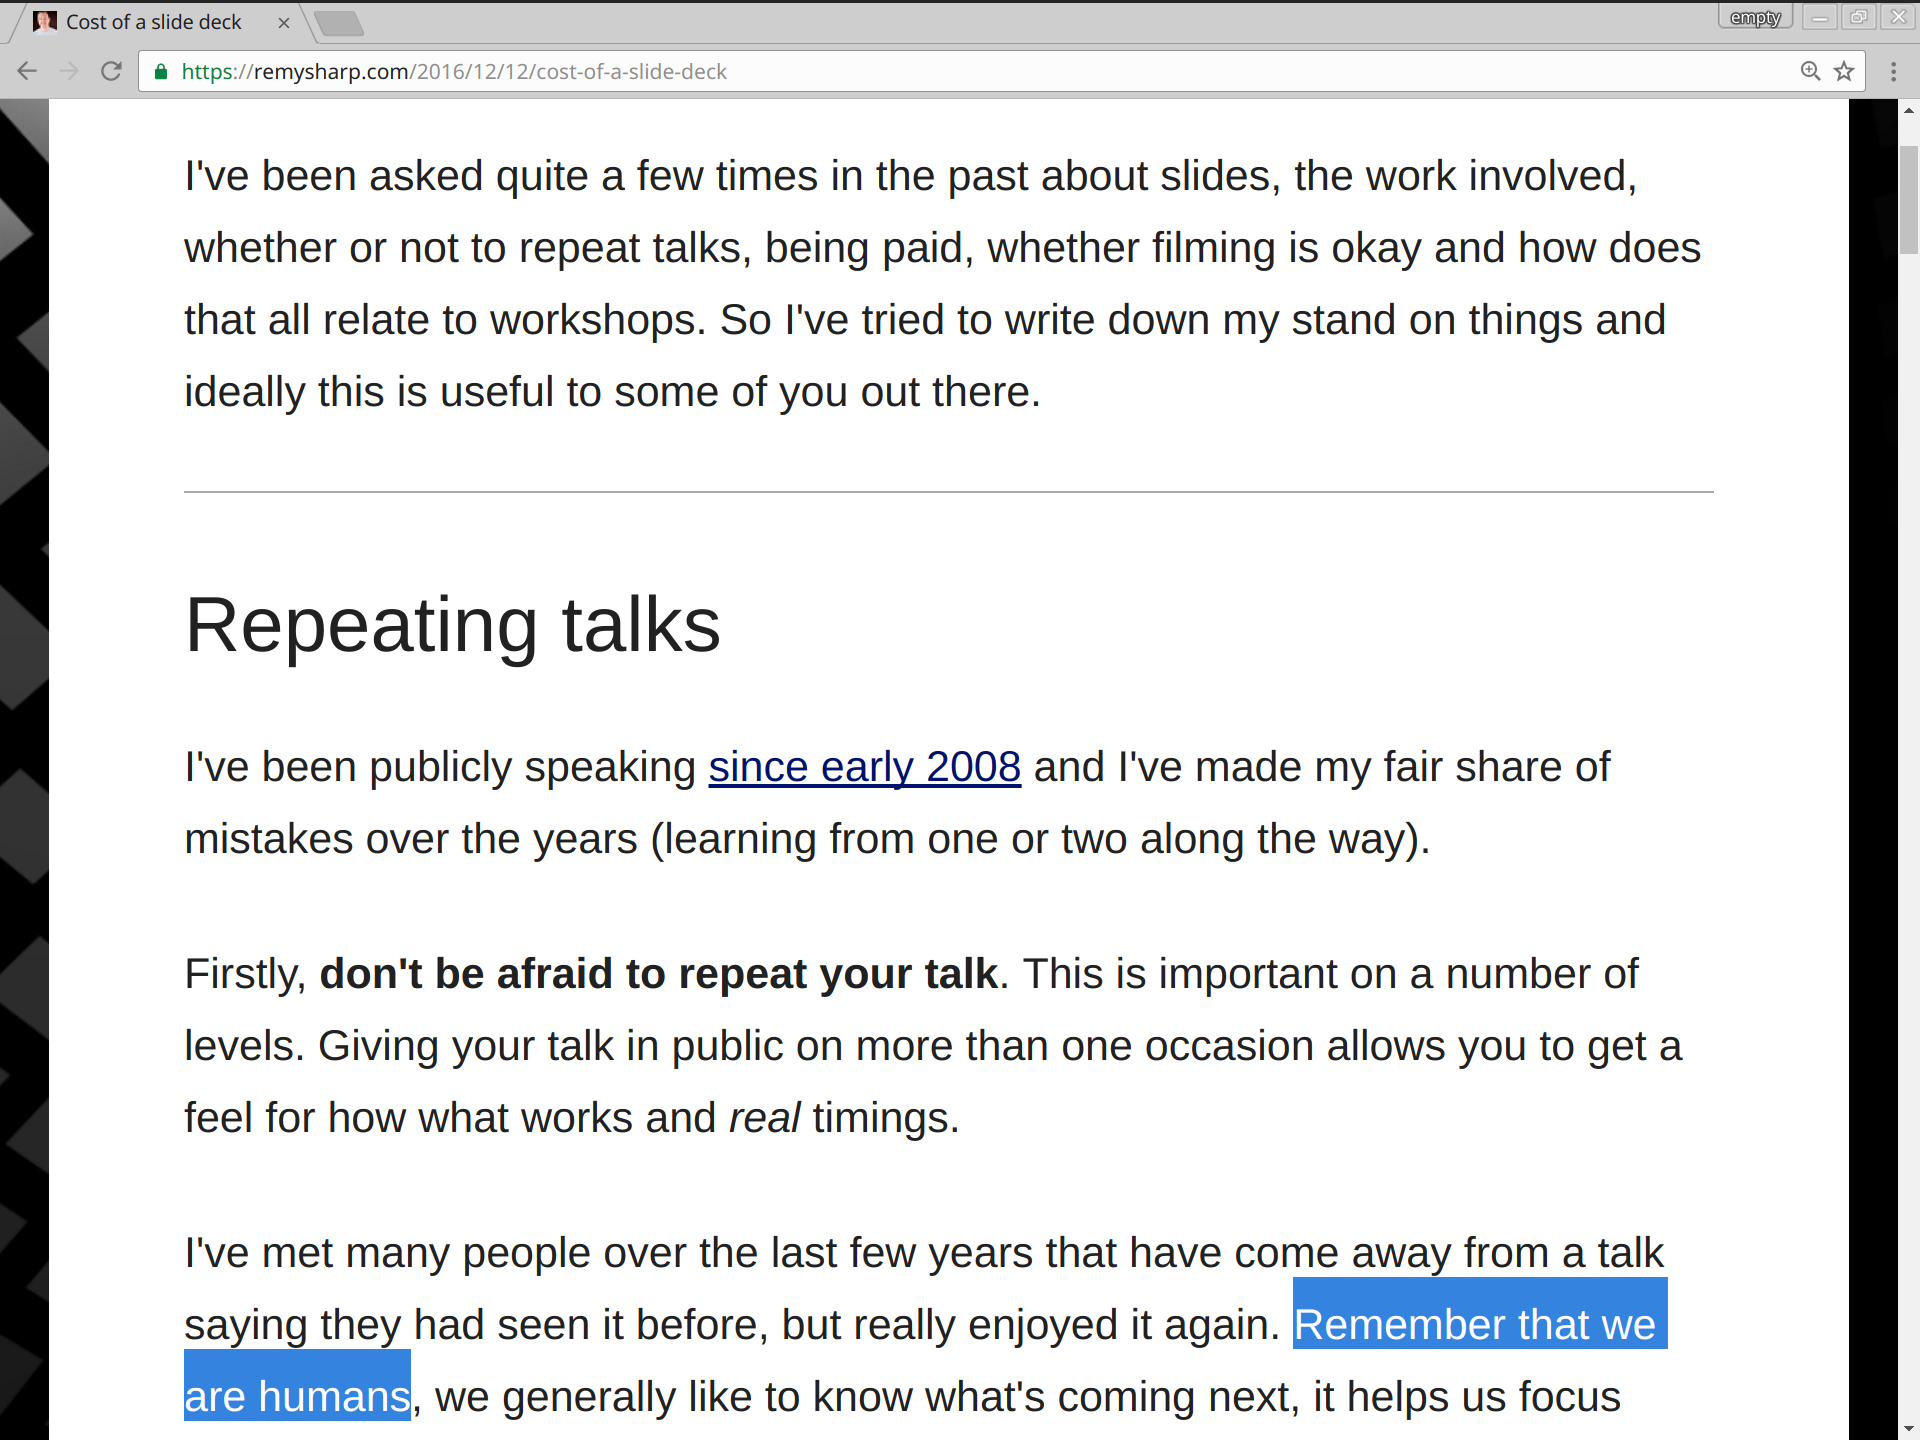 Cost of a slide deck
empty
https://remysharp.com/2016/12/12/cost-of-a-slide-deck
I've been asked quite a few times in the past about slides, the work involved,
whether or not to repeat talks, being paid, whether filming is okay and how does
that all relate to workshops. So I've tried to write down my stand on things and
ideally this is useful to some of you out there.
Repeating talks
I've been publicly speaking since early 2008 and I've made my fair share of
mistakes over the years (learning from one or two along the way).
Firstly, don't be afraid to repeat your talk. This is important on a number of
levels. Giving your talk in public on more than one occasion allows you to get a
feel for how what works and real timings.
I've met many people over the last few years that have come away from a talk
saying they had seen it before, but really enjoyed it again. Remember that we
are humans, we generally like to know what's coming next, it helps us focus